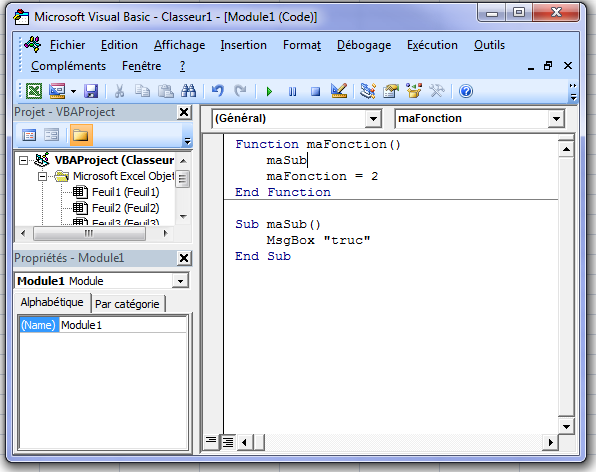 Microsoft Visual Basic - Classeur1 - [Module1 (Code)]
Fichier Edition Affichage Insertion Format Débogage Exécution Outils
Compléments Fenêtre ?
Projet - VBAProject
VBAProject (Classeur
Microsoft Excel Objet
Feuil1 (Feuil1)
Feuil2 (Feuil2)
Feuil3 (Feuil3)
Propriétés - Module1
Module1 Module
Alphabétique Par catégorie
(Name) Module1
(Général) maFonction
Function maFonction()
maSub
maFonction = 2
End Function
Sub maSub()
MsgBox "truc"
End Sub